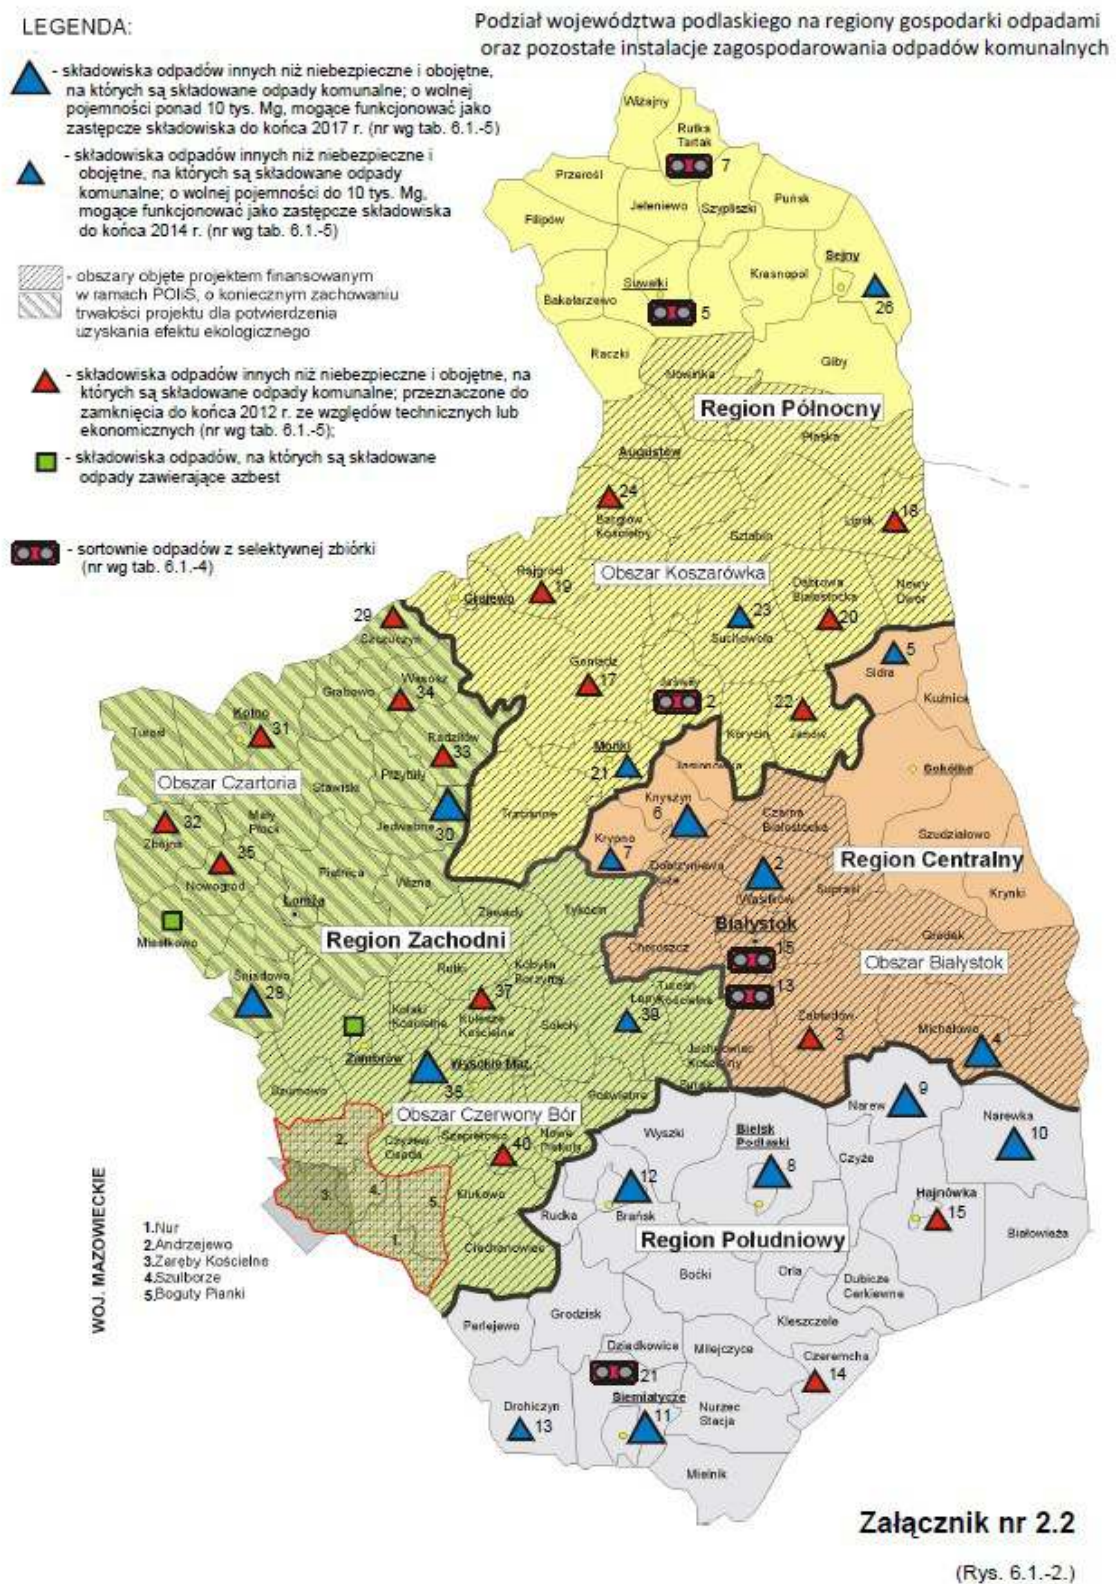 LEGENDA:
Podział województwa podlaskiego na regiony gospodarki odpadami
oraz pozostałe instalacje zagospodarowania odpadów komunalnych
- składowiska odpadów innych niż niebezpieczne i obojętne,
na których są składowane odpady komunalne; o wolnej
pojemności ponad 10 tys. Mg, mogące funkcjonować jako
zastępcze składowiska do końca 2017 r. (nr wg tab. 6.1.-5)
- składowiska odpadów innych niż niebezpieczne i
obojętne, na których są składowane odpady
komunalne; o wolnej pojemności do 10 tys. Mg,
mogące funkcjonować jako zastępcze składowiska
do końca 2014 r. (nr wg tab. 6.1.-5)
- obszary objęte projektem finansowanym
w ramach POIiŚ, o koniecznym zachowaniu
trwałości projektu dla potwierdzenia
uzyskania efektu ekologicznego
- składowiska odpadów innych niż niebezpieczne i obojętne, na
których są składowane odpady komunalne; przeznaczone do
zamknięcia do końca 2012 r. ze względów technicznych lub
ekonomicznych (nr wg tab. 6.1.-5);
- składowiska odpadów, na których są składowane
odpady zawierające azbest
- sortownie odpadów z selektywnej zbiórki
(nr wg tab. 6.1.-4)
Wiżajny
Rutka
Tartak
7
Przerośl
Jeleniewo
Szypliszki
Puńsk
Filipów
Suwałki
Krasnopol
Sejny
Bakałarzewo
5
26
Raczki
Giby
Nowinka
Region Północny
Płaska
Augustów
24
Bargłów
Kościelny
Lipsk
18
Sztabin
Rajgród
19
Obszar Koszarówka
Dąbrowa
Białostocka
20
Nowy
Dwór
Grajewo
23
Suchowola
29
Szczuczyn
Sidra
5
Goniądz
17
Jaświły
2
Kuźnica
Grabowo
Wąsosz
34
22
Janów
Korycin
Kolno
31
Turośl
Radziłów
33
Mońki
21
Jasionówka
Sokółka
Obszar Czartoria
Przytuły
Stawiski
Knyszyn
6
Trzcianne
Czarna
Białostocka
32
Zbójna
Mały
Płock
Jedwabne
30
Krypno
7
Szudziałowo
35
Nowogród
Piątnica
Wizna
Dobrzyniewo
2
Wasilków
Supraśl
Region Centralny
Krynki
Łomża
Zawady
Tykocin
Białystok
Miastkowo
Region Zachodni
Choroszcz
15
Gródek
Obszar Białystok
Rutki
Kobylin
Borzymy
Śniadowo
28
37
Kulesze
Kościelne
Kołaki
Kościelne
Sokoły
Łapy
39
Turośń
Kościelna
13
Zabłudów
3
Michałowo
4
Zambrów
Wysokie Maz.
38
Juchnowiec
Kościelny
Szumowo
Poświętne
Suraż
Obszar Czerwony Bór
Narew
9
Narewka
10
2.
Czyżew
Osada
Szepietowo
40
Nowe
Piekuty
Wyszki
Bielsk
Podlaski
8
Czyże
3.
4.
5.
Klukowo
12
Brańsk
Rudka
Hajnówka
15
Białowieża
1.
Ciechanowiec
Region Południowy
WOJ. MAZOWIECKIE
1.Nur
2.Andrzejewo
3.Zaręby Kościelne
4.Szulborze
5.Boguty Pianki
Boćki
Orla
Dubicze
Cerkiewne
Grodzisk
Kleszczele
Perlejewo
Dziadkowice
Milejczyce
Czeremcha
14
21
Siemiatycze
11
Drohiczyn
13
Nurzec
Stacja
Mielnik
Załącznik nr 2.2
(Rys. 6.1.-2.)